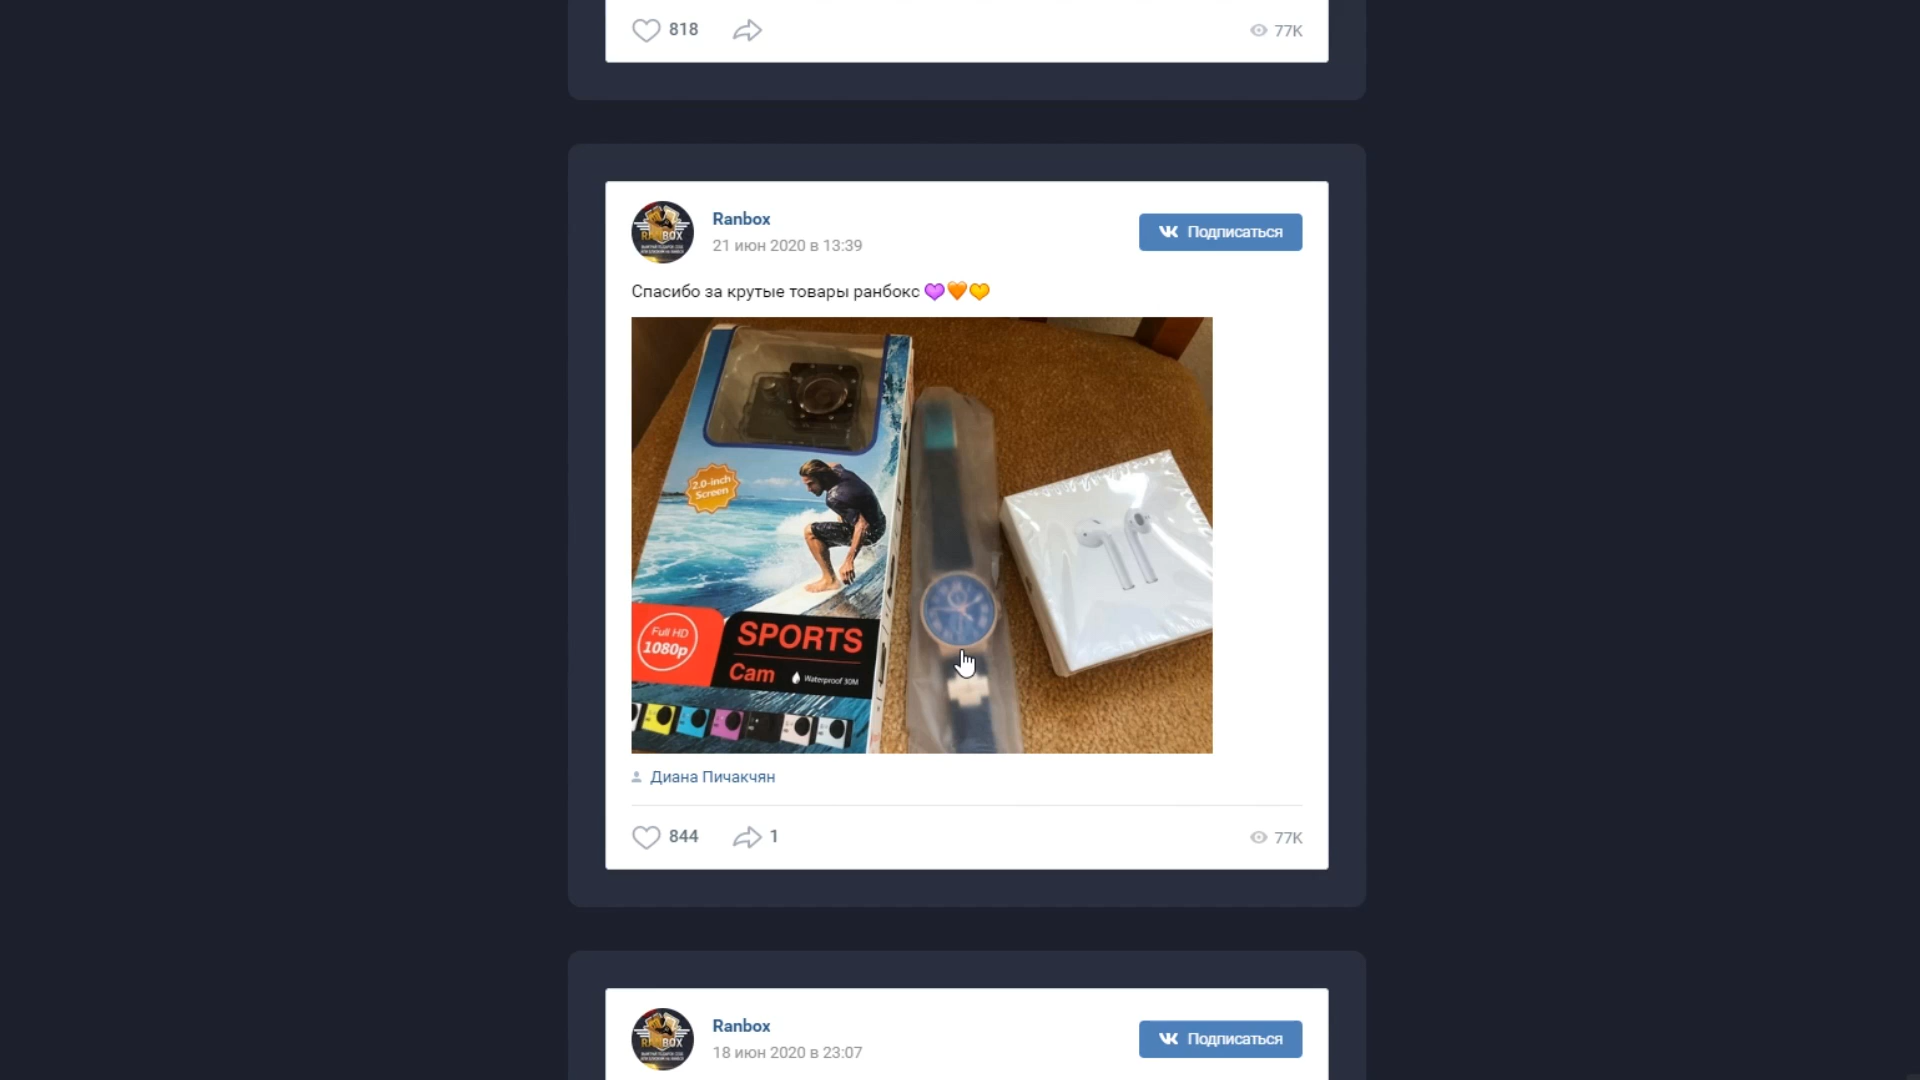 818
77K
Ranbox
Подписаться
21 июн 2020 в 13:39
Спасибо за крутые товары ранбокс
2.0-inch
Screen
Full HD
1080p
SPORTS
Cam
Waterproof 30M
Диана Пичакчян
844
1
77K
Ranbox
Подписаться
18 июн 2020 в 23:07